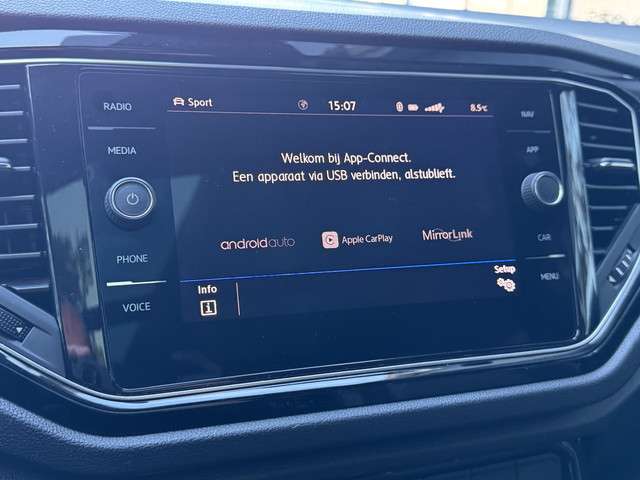 RADIO
MEDIA
PHONE
VOICE
Sport
15:07
8.5°C
Welkom bij App-Connect.
Een apparaat via USB verbinden, alstublieft.
androidauto
Apple CarPlay
MirrorLink
Info
i
Setup
NAV
APP
CAR
MENU